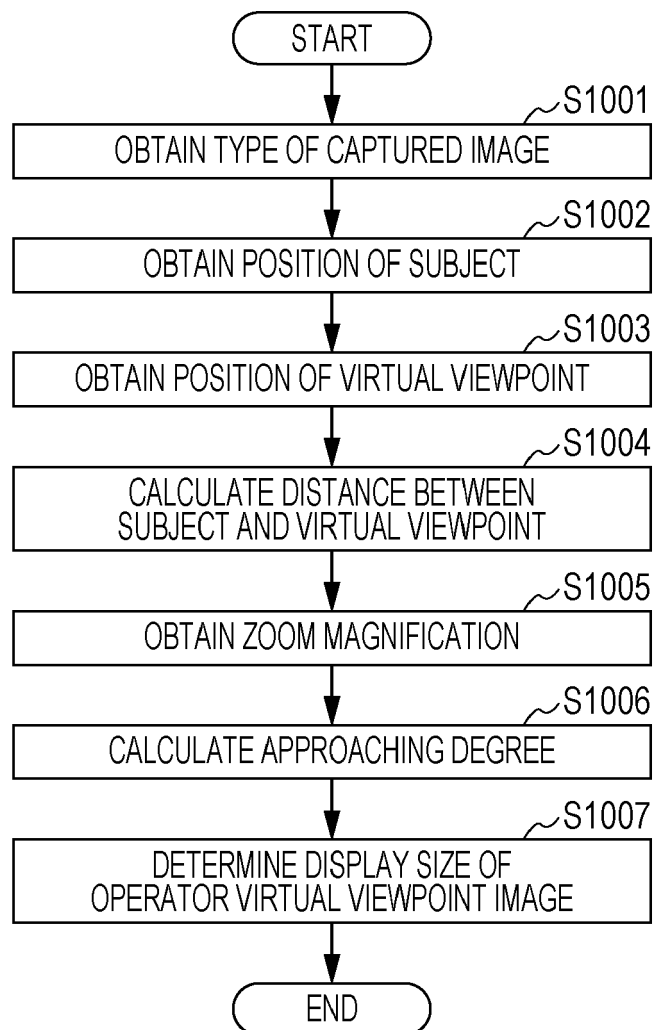 START
S1001
OBTAIN TYPE OF CAPTURED IMAGE
S1002
OBTAIN POSITION OF SUBJECT
S1003
OBTAIN POSITION OF VIRTUAL VIEWPOINT
S1004
CALCULATE DISTANCE BETWEEN
SUBJECT AND VIRTUAL VIEWPOINT
S1005
OBTAIN ZOOM MAGNIFICATION
S1006
CALCULATE APPROACHING DEGREE
S1007
DETERMINE DISPLAY SIZE OF
OPERATOR VIRTUAL VIEWPOINT IMAGE
END